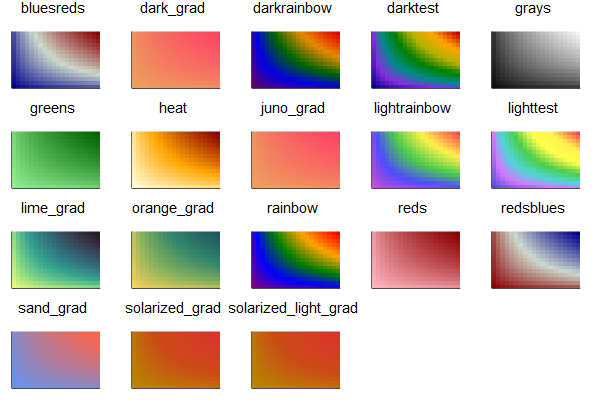 bluesreds dark_grad darkrainbow darktest grays
greens heat juno_grad lightrainbow lighttest
lime_grad orange_grad rainbow reds redsblues
sand_grad solarized_grad solarized_light_grad